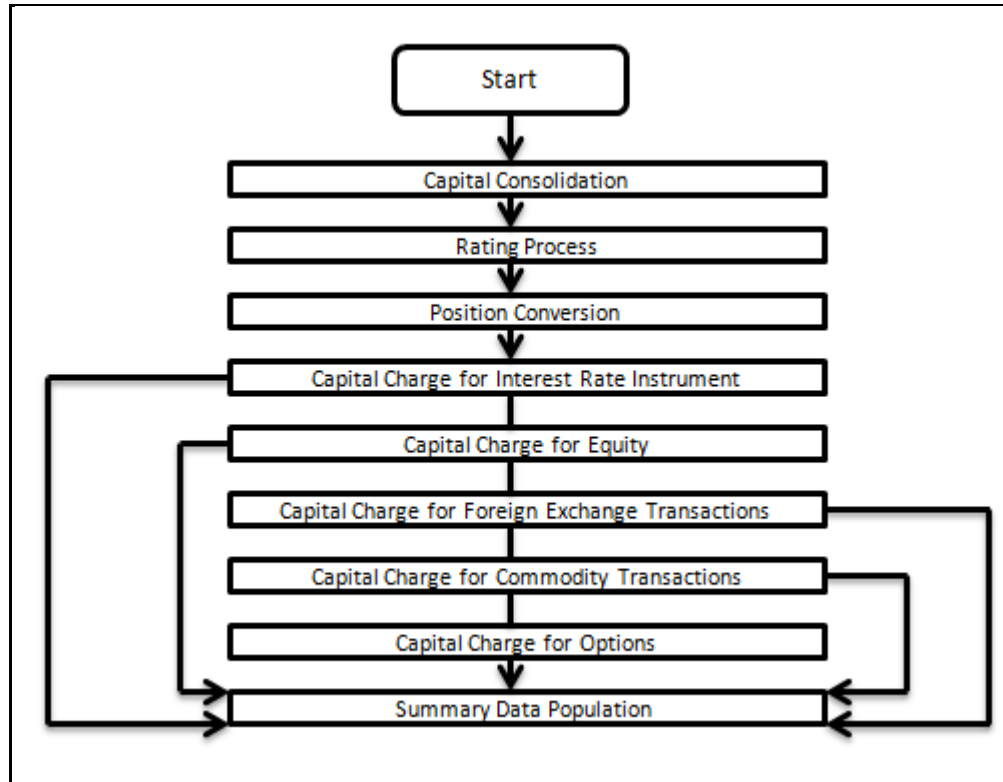 Start
Capital Consolidation
Rating Process
Position Conversion
Capital Charge for Interest Rate Instrument
Capital Charge for Equity
Capital Charge for Foreign Exchange Transactions
Capital Charge for Commodity Transactions
Capital Charge for Options
Summary Data Population